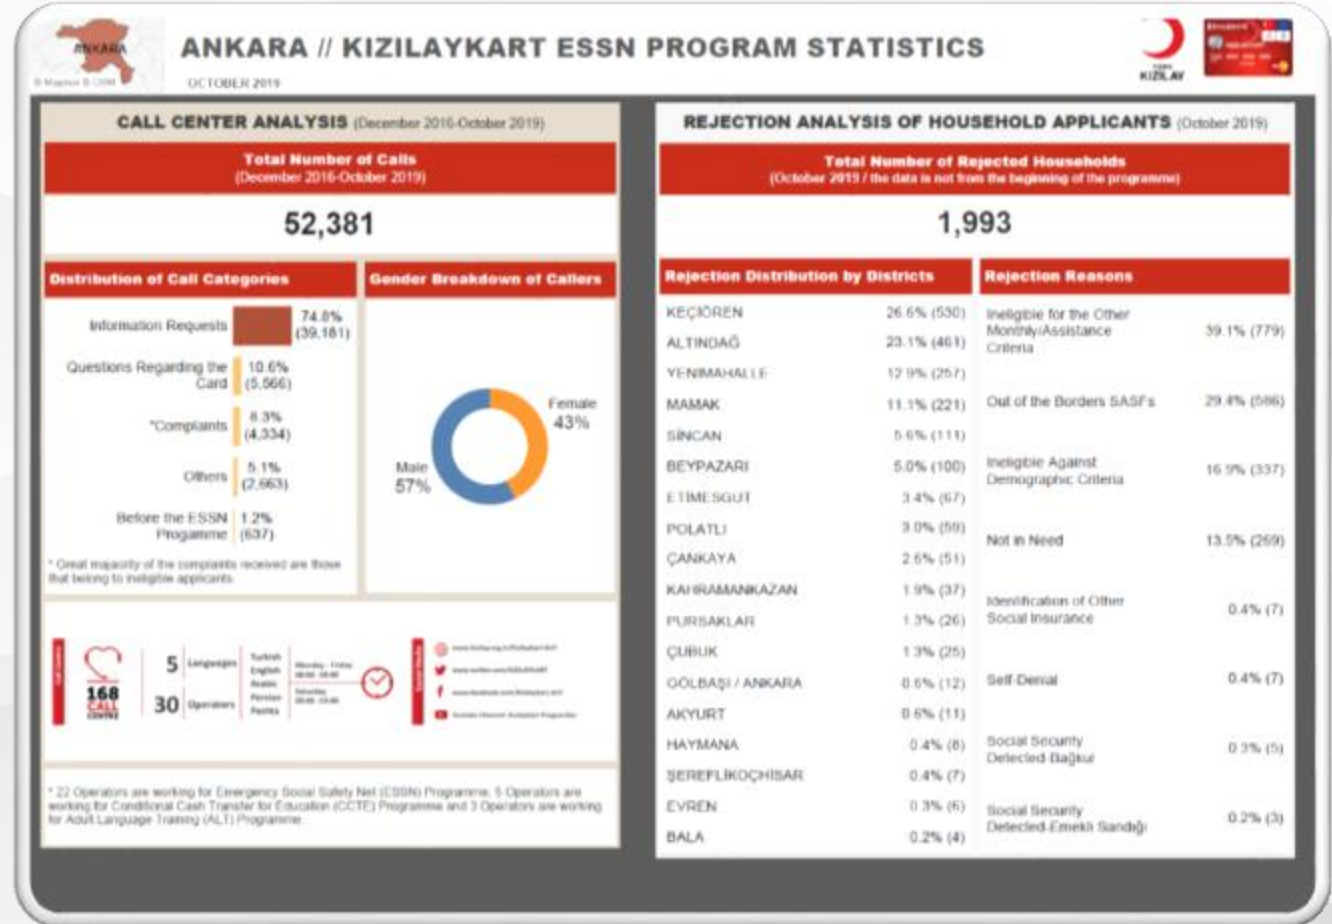 ANKARA
ANKARA // KIZILAYKART ESSN PROGRAM STATISTICS
OCTOBER 2019
KIZILAY
CALL CENTER ANALYSIS (December 2016-October 2019)
Total Number of Calls
(December 2016-October 2019)
52,381
Distribution of Call Categories
Information Requests 74.8%
(39,181)
Questions Regarding the
Card 10.6%
(5,566)
*Complaints 8.3%
(4,334)
Others 5.1%
(2,663)
Before the ESSN
Progamme 1.2%
(637)
* Great majority of the complaints received are those
that belong to ineligible applicants.
Gender Breakdown of Callers
Female
43%
Male
57%
168
CALL
CENTRE
5 Languages
30 Operators
Turkish
English
Arabic
Persian
Pashto
Monday - Friday
Saturday
* 22 Operators are working for Emergency Social Safety Net (ESSN) Programme, 5 Operators are
working for Conditional Cash Transfer for Education (CCTE) Programme and 3 Operators are working
for Adult Language Training (ALT) Programme.
REJECTION ANALYSIS OF HOUSEHOLD APPLICANTS (October 2019)
Total Number of Rejected Households
(October 2019 / the data is not from the beginning of the programme)
1,993
Rejection Distribution by Districts
KEÇİÖREN 26.6% (530)
ALTINDAĞ 23.1% (461)
YENİMAHALLE 12.9% (257)
MAMAK 11.1% (221)
SİNCAN 5.6% (111)
BEYPAZARI 5.0% (100)
ETİMESGUT 3.4% (67)
POLATLI 3.0% (59)
ÇANKAYA 2.6% (51)
KAHRAMANKAZAN 1.9% (37)
PURSAKLAR 1.3% (26)
ÇUBUK 1.3% (25)
GÖLBAŞI / ANKARA 0.6% (12)
AKYURT 0.6% (11)
HAYMANA 0.4% (8)
ŞEREFLİKOÇHİSAR 0.4% (7)
EVREN 0.3% (6)
BALA 0.2% (4)
Rejection Reasons
Ineligible for the Other
Monthly/Assistance
Criteria 39.1% (779)
Out of the Borders SASFs 29.4% (586)
Ineligible Against
Demographic Criteria 16.9% (337)
Not in Need 13.5% (269)
Identification of Other
Social Insurance 0.4% (7)
Self-Denial 0.4% (7)
Social Security
Detected-Bağkur 0.3% (5)
Social Security
Detected-Emekli Sandığı 0.2% (3)